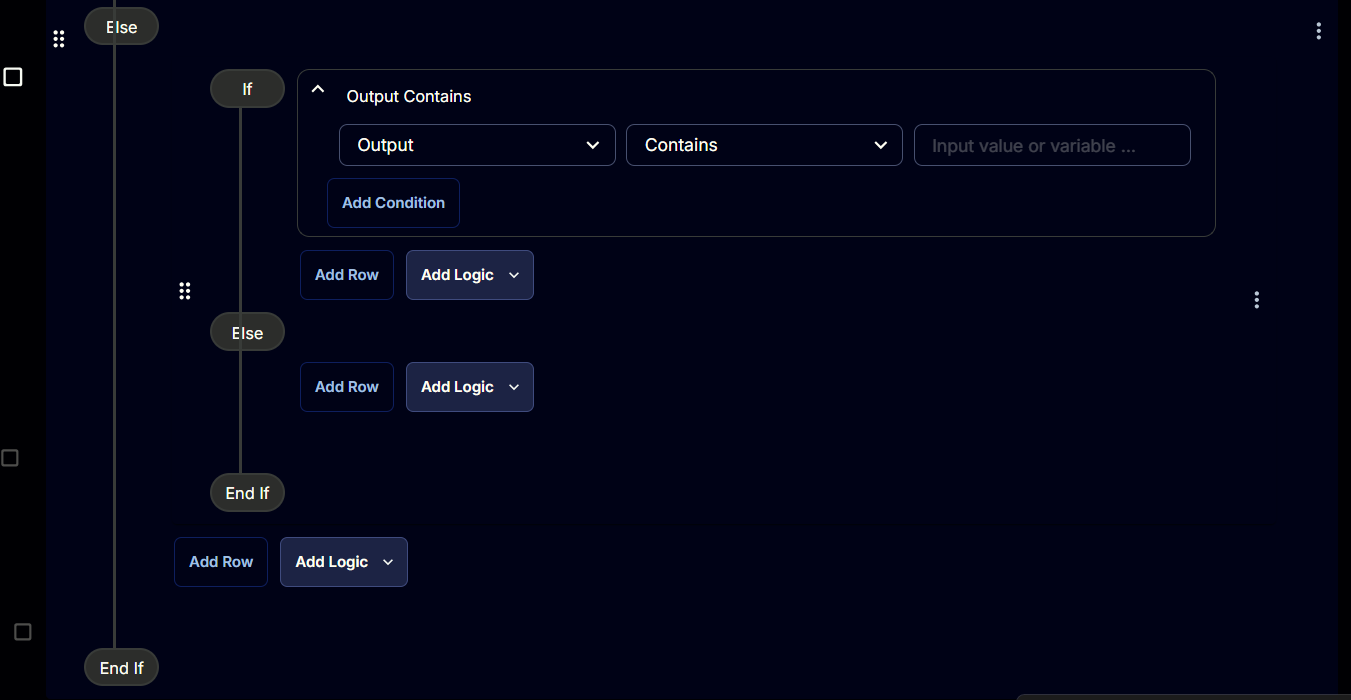 Else
If
Output Contains
Output Contains Input value or variable ...
Add Condition
Add Row Add Logic
Else
Add Row Add Logic
End If
Add Row Add Logic
End If